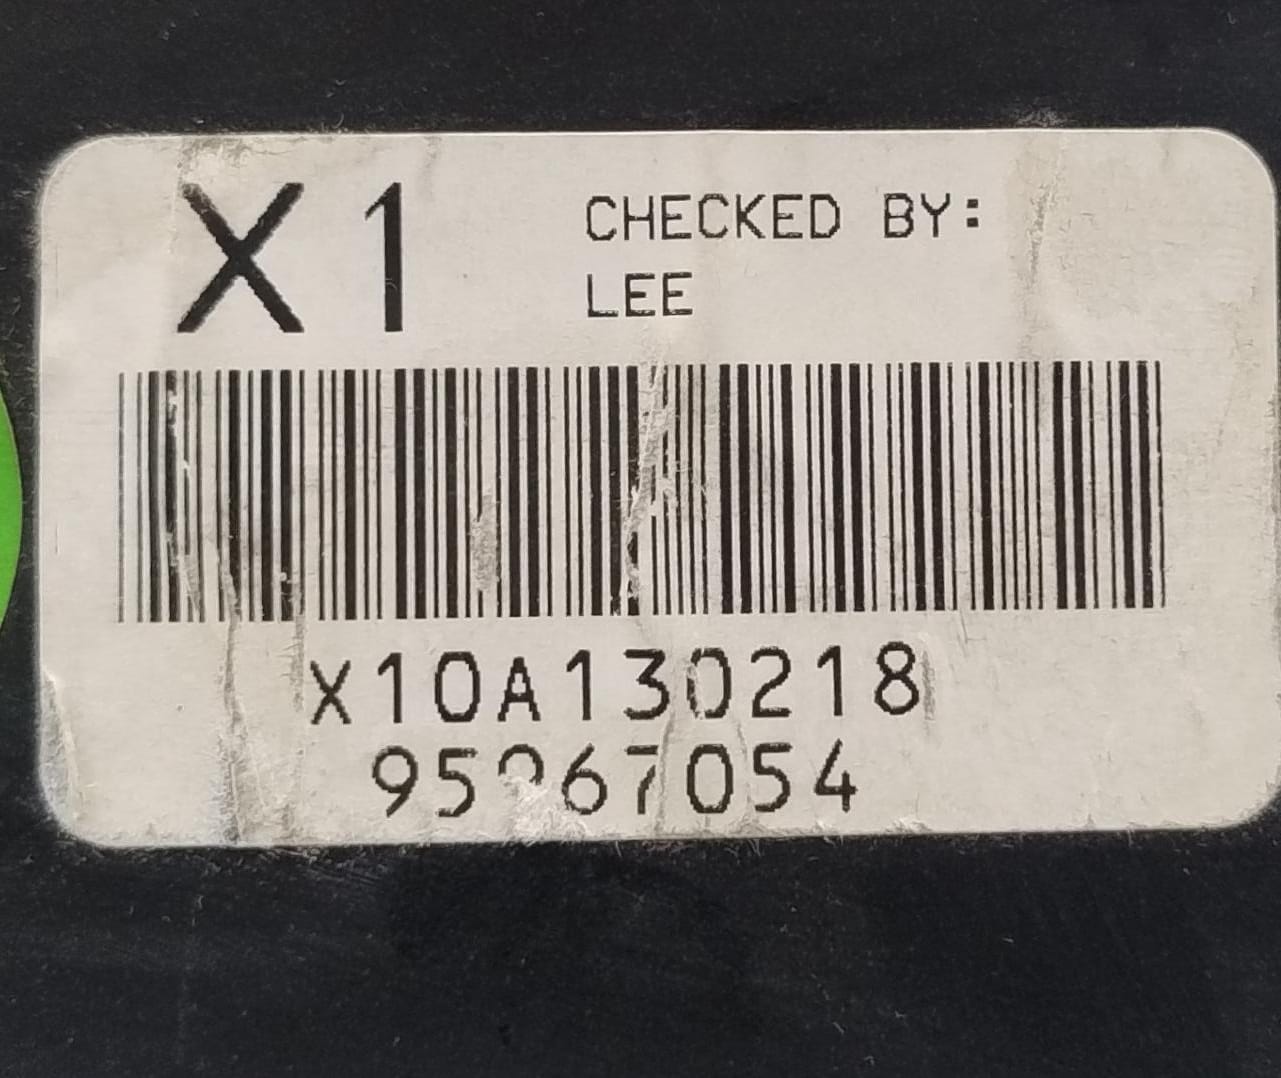 X1
CHECKED BY:
LEE
X10A130218